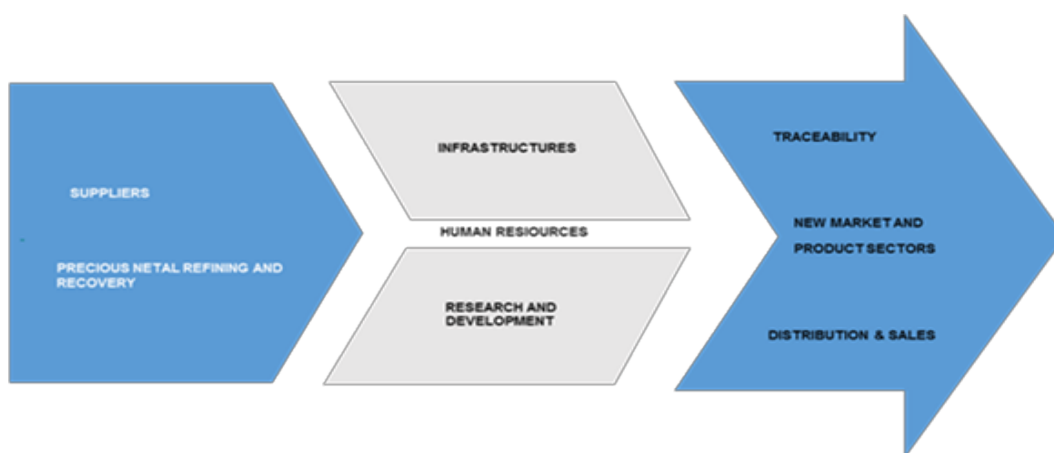 SUPPLIERS
PRECIOUS NETAL REFINING AND
RECOVERY
INFRASTRUCTURES
HUMAN RESIOURCES
RESEARCH AND
DEVELOPMENT
TRACEABILITY
NEW MARKET AND
PRODUCT SECTORS
DISTRIBUTION & SALES